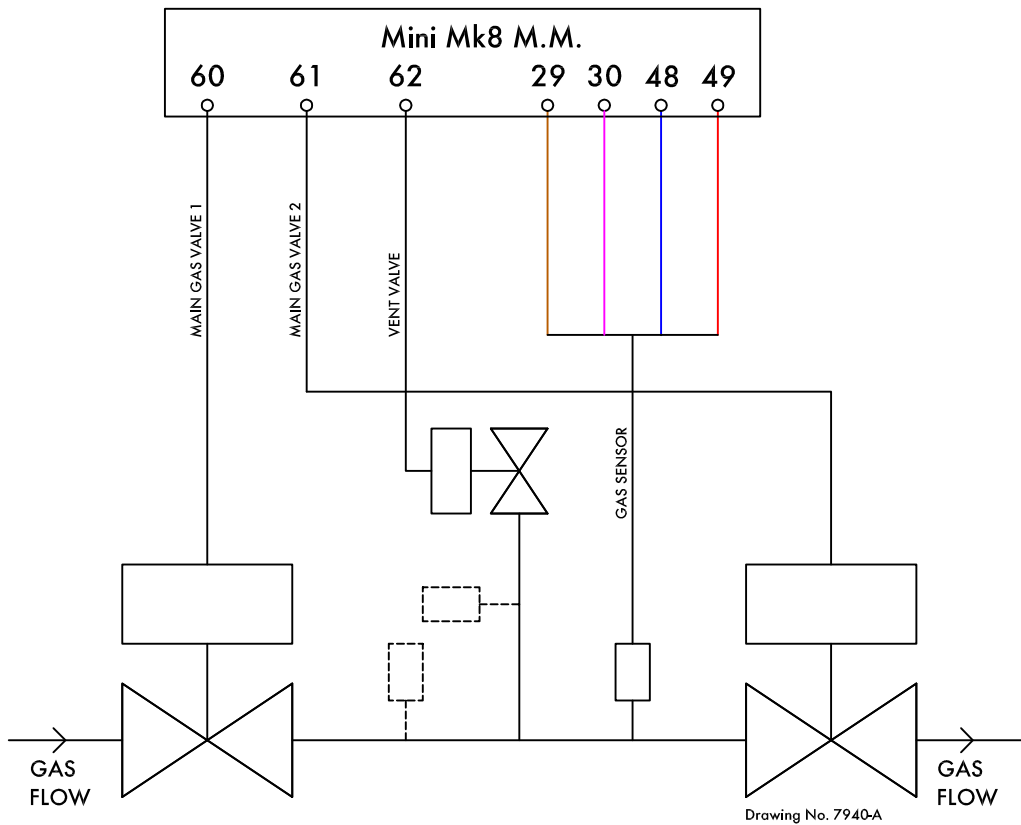 Mini Mk8 M.M.
60 61 62 29 30 48 49
MAIN GAS VALVE 1
MAIN GAS VALVE 2
VENT VALVE
GAS SENSOR
GAS
FLOW
GAS
FLOW
Drawing No. 7940-A